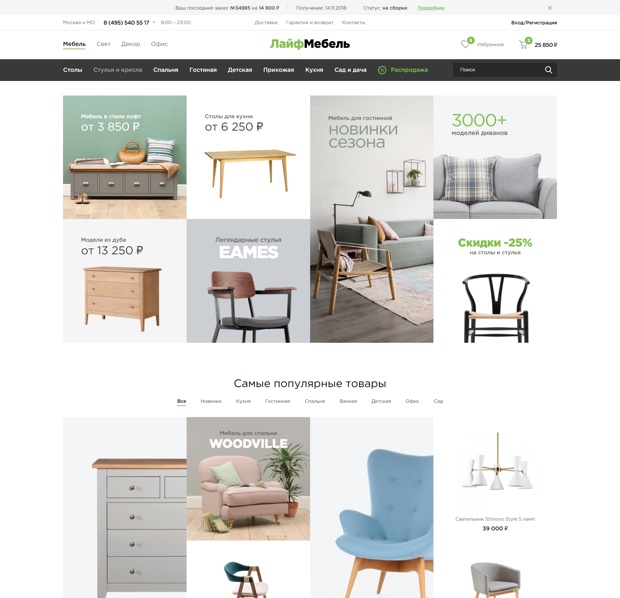 Ваш последний заказ: №34985 на 14 800 ₽ Получение: 14.11.2018 Статус: на сборке Подробнее
Москва и МО 8 (495) 540 55 17 9:00 – 23:00 Доставка Гарантия и возврат Контакты Вход/Регистрация
Мебель Свет Декор Офис ЛайфМебель Избранное 2 25 850 ₽
Столы Стулья и кресла Спальня Гостиная Детская Прихожая Кухня Сад и дача Распродажа Поиск
Мебель в стиле лофт
от 3 850 ₽
Столы для кухни
от 6 250 ₽
Мебель для гостинной
НОВИНКИ
сезона
3000+
моделей диванов
Модели из дуба
от 13 250 ₽
Легендарные стулья
EAMES
Скидки -25%
на столы и стулья
Самые популярные товары
Все Новинки Кухня Гостинная Спальня Ванная Детская Офис Сад
Мебель для спальни
WOODVILLE
Светильник Stilnovo Style 5 ламп
39 000 ₽